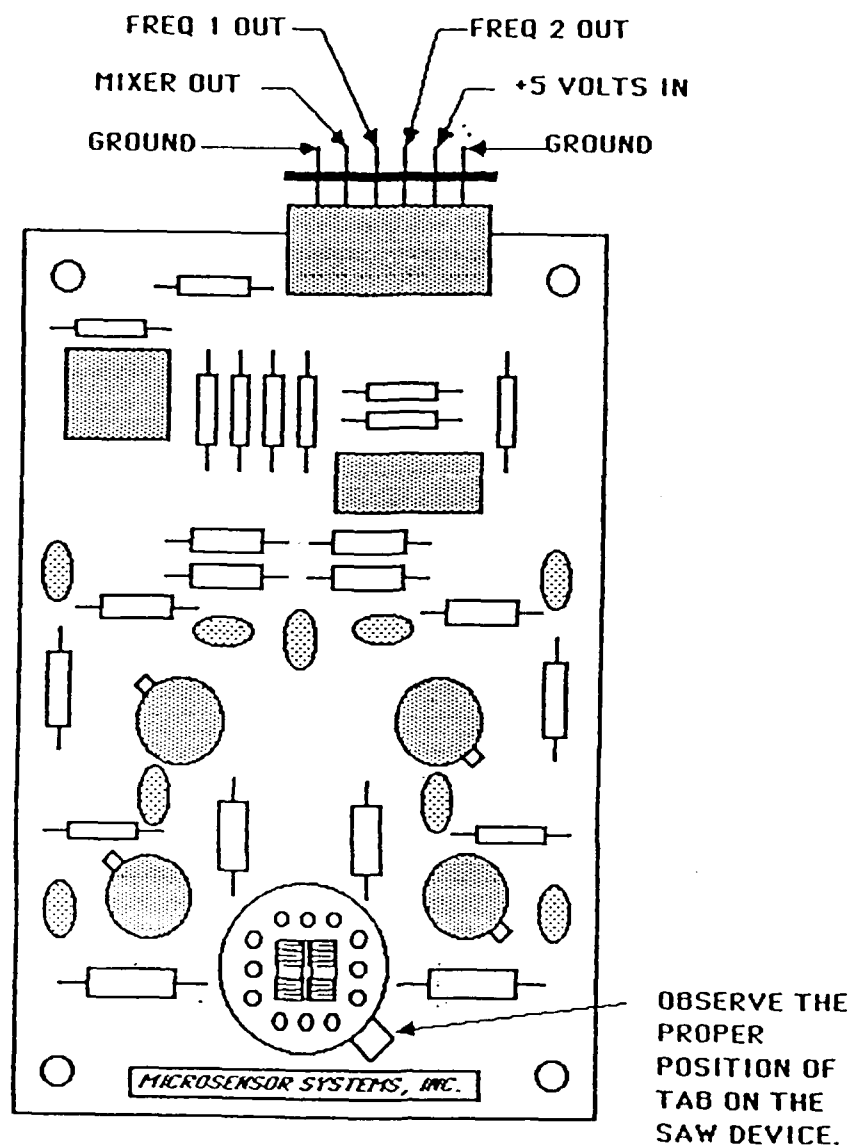 FREQ 1 OUT
FREQ 2 OUT
MIXER OUT
+5 VOLTS IN
GROUND
GROUND
OBSERVE THE
PROPER
POSITION OF
TAB ON THE
SAW DEVICE.
MICROSENSOR SYSTEMS, INC.